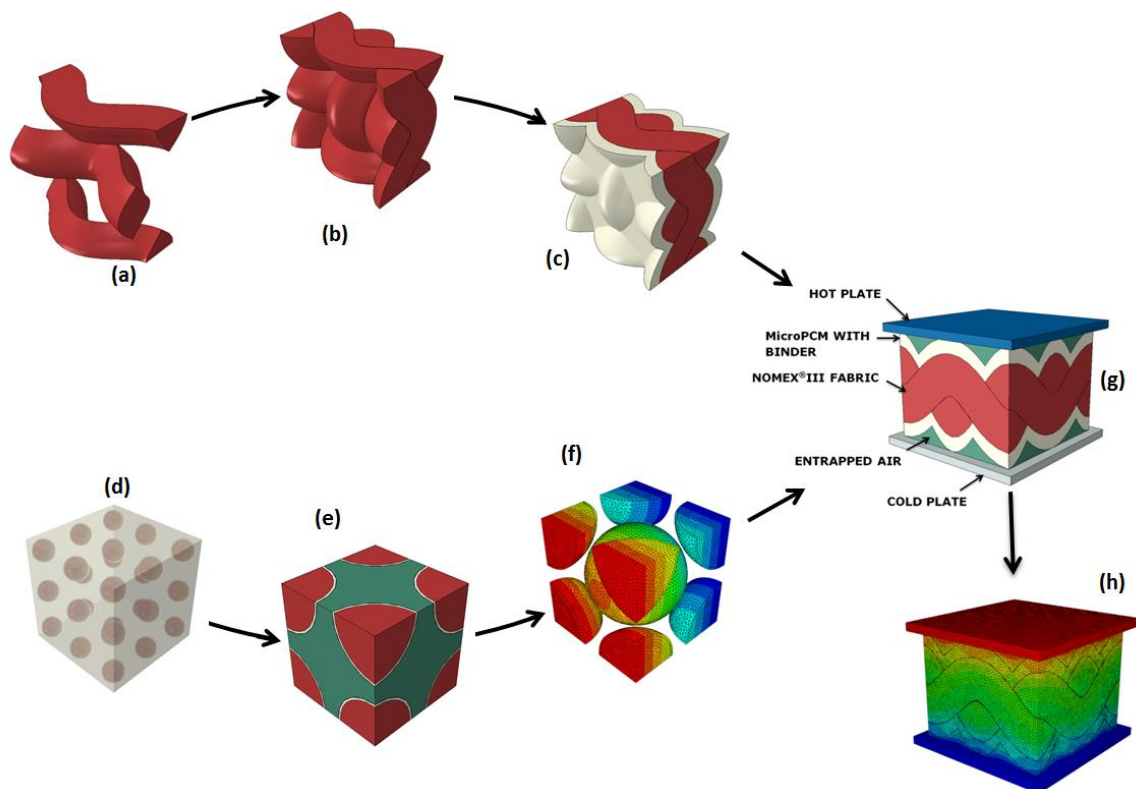 (a)
(b)
(c)
HOT PLATE
MicroPCM WITH
BINDER
NOMEX®III FABRIC
(g)
ENTRAPPED AIR
COLD PLATE
(d)
(e)
(f)
(h)